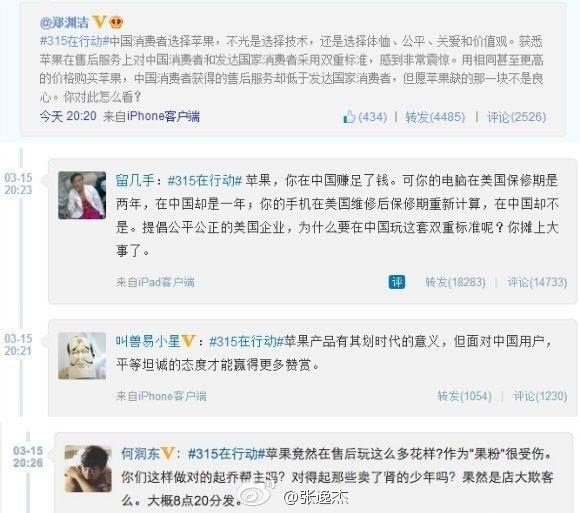 @郑渊洁
#315在行动#中国消费者选择苹果，不光是选择技术，还是选择体恤、公平、关爱和价值观。获悉
苹果在售后服务上对中国消费者和发达国家消费者采用双重标准，感到非常震惊。用相同甚至更高
的价格购买苹果，中国消费者获得的售后服务却低于发达国家消费者，但愿苹果缺的那一块不是良
心。你对此怎么看？
今天 20:20 来自iPhone客户端
(434) | 转发(4485) | 评论(2526)
03-15
20:23
留几手：#315在行动# 苹果，你在中国赚足了钱。可你的电脑在美国保修期是
两年，在中国却是一年；你的手机在美国维修后保修期重新计算，在中国却不
是。提倡公平公正的美国企业，为什么要在中国玩这套双重标准呢？你摊上大
事了。
来自iPad客户端
评 转发(18283) | 评论(14733)
03-15
20:21
叫兽易小星V：#315在行动#苹果产品有其划时代的意义，但面对中国用户，
平等坦诚的态度才能赢得更多赞赏。
来自iPhone客户端
转发(1054) | 评论(1230)
03-15
20:26
何润东V：#315在行动#苹果竟然在售后玩这么多花样?作为"果粉"很受伤。
你们这样做对的起乔帮主吗？对得起那些卖了肾的少年吗？果然是店大欺客
么。大概8点20分发。
@张逸杰